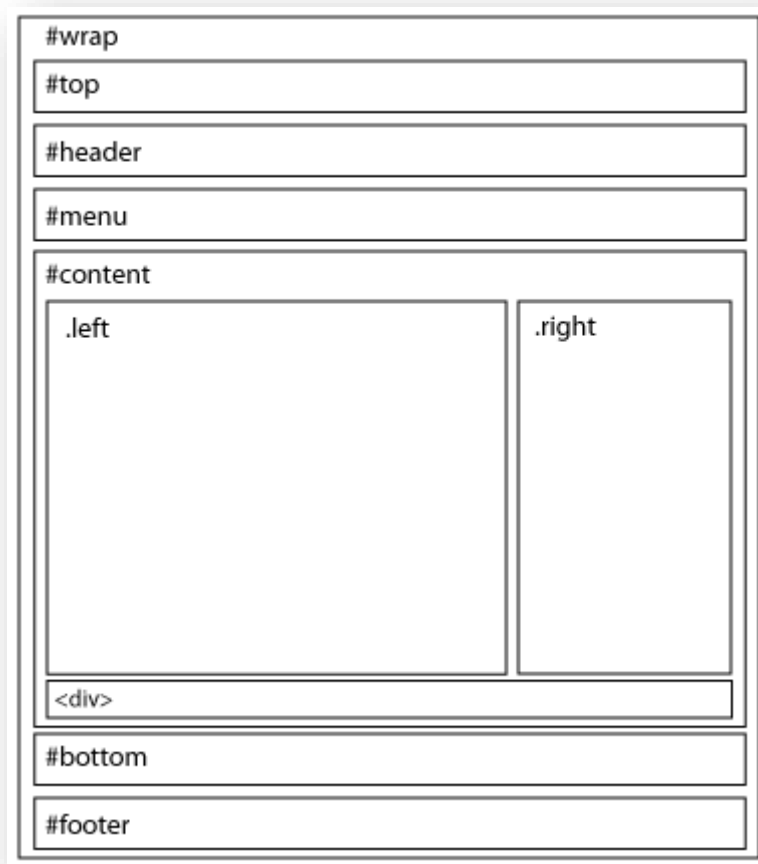 #wrap
#top
#header
#menu
#content
.left
.right
<div>
#bottom
#footer